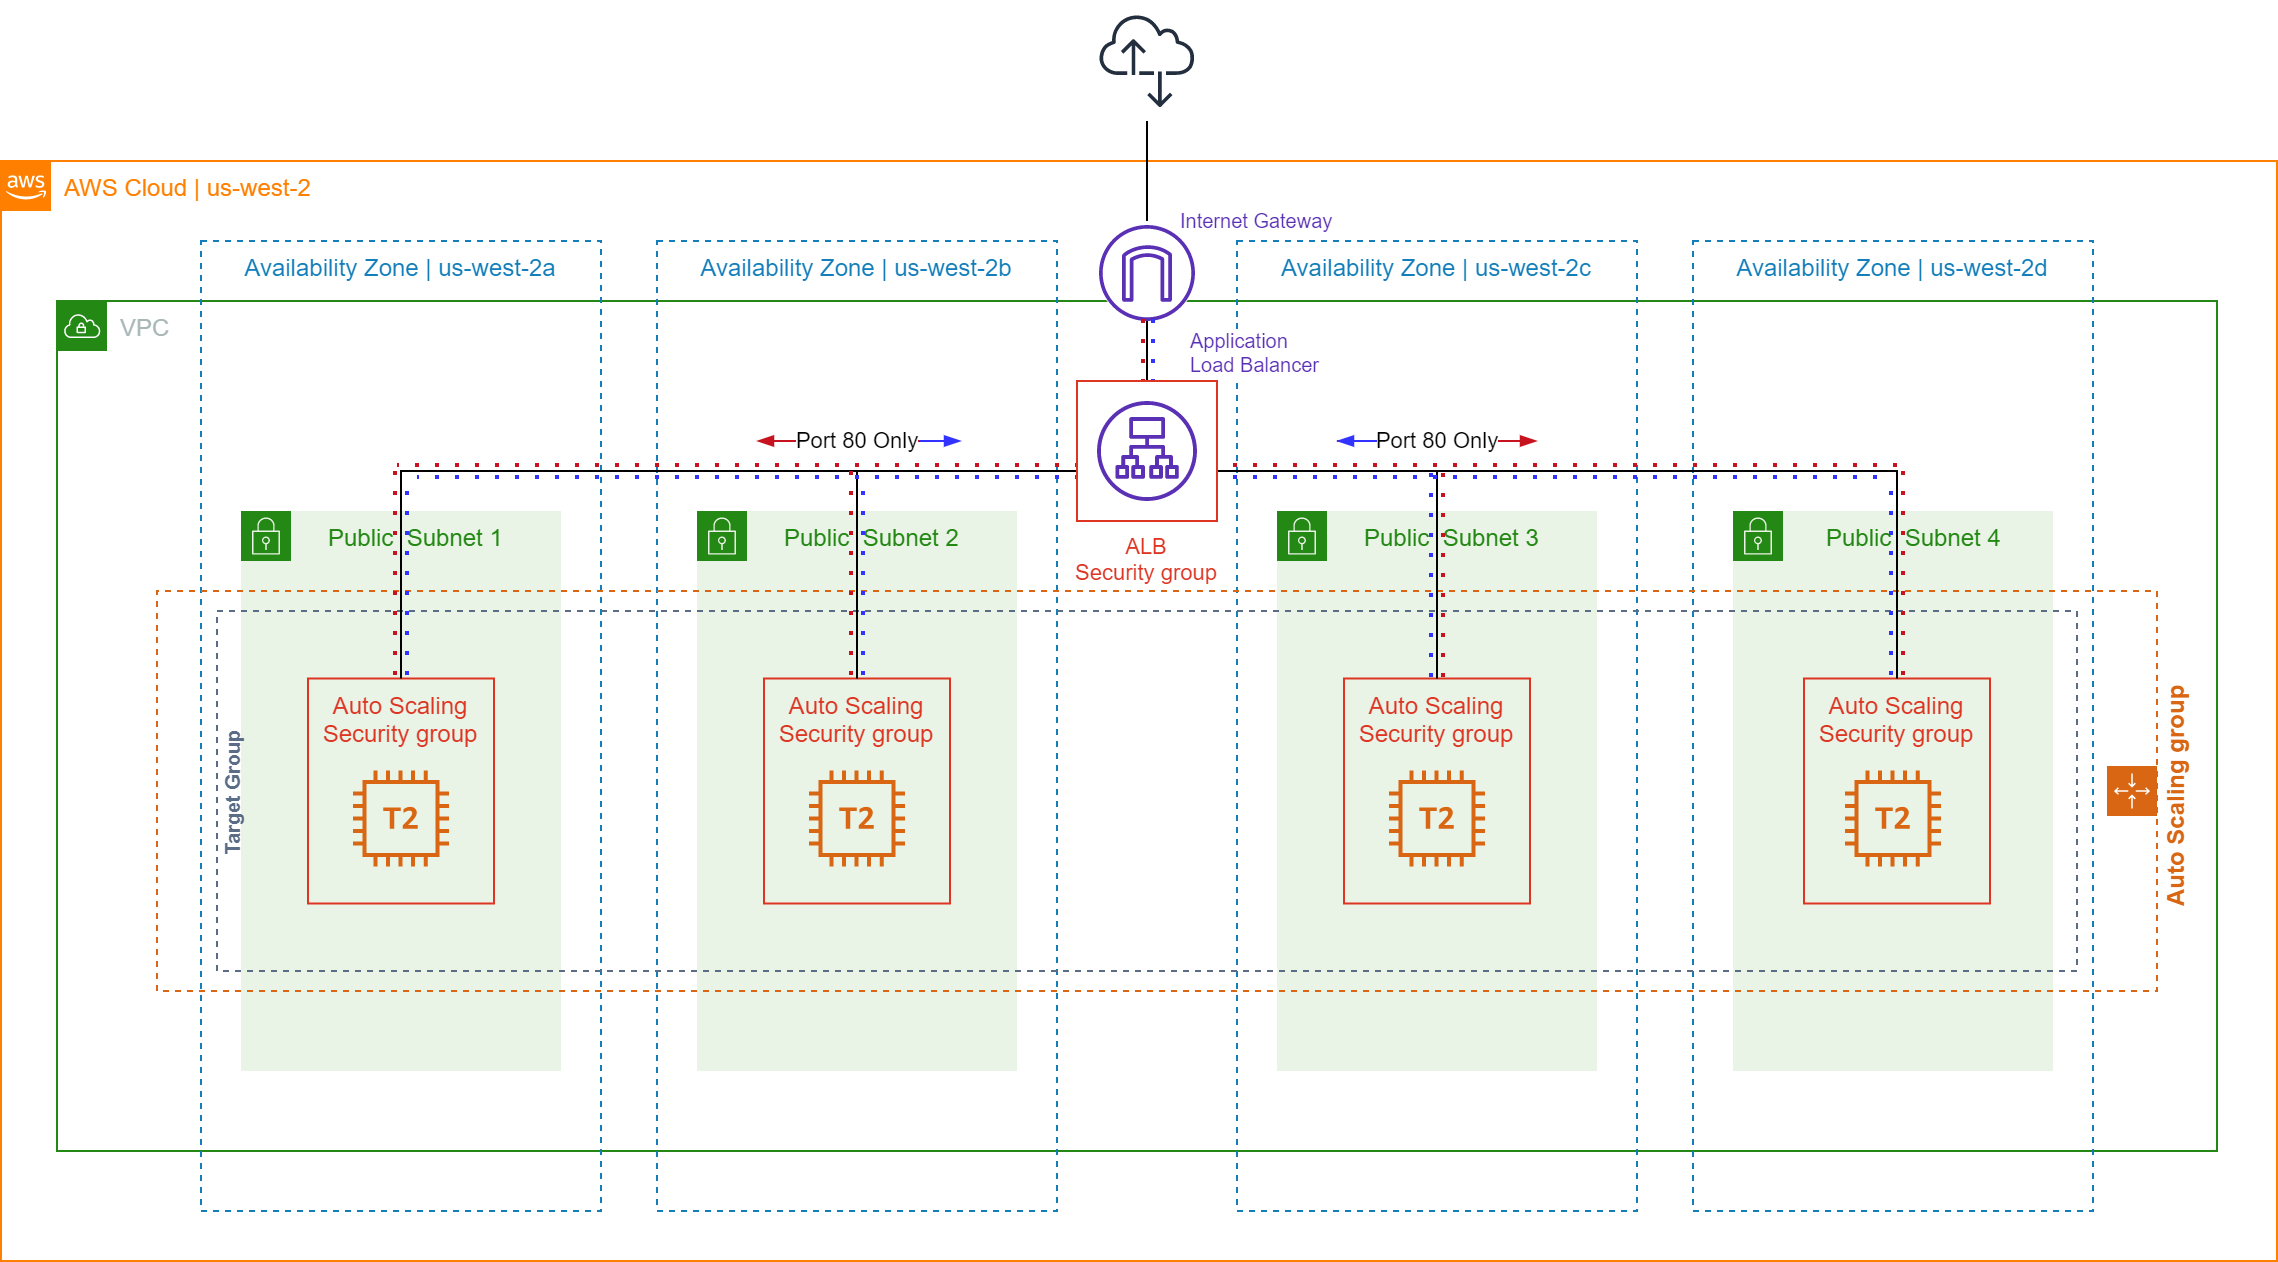 aws
AWS Cloud | us-west-2
Internet Gateway
Availability Zone | us-west-2a
Availability Zone | us-west-2b
Availability Zone | us-west-2c
Availability Zone | us-west-2d
VPC
Application
Load Balancer
Port 80 Only
Port 80 Only
Public Subnet 1
Public Subnet 2
ALB
Security group
Public Subnet 3
Public Subnet 4
Auto Scaling
Security group
T2
Auto Scaling
Security group
T2
Auto Scaling
Security group
T2
Auto Scaling
Security group
T2
Target Group
Auto Scaling group